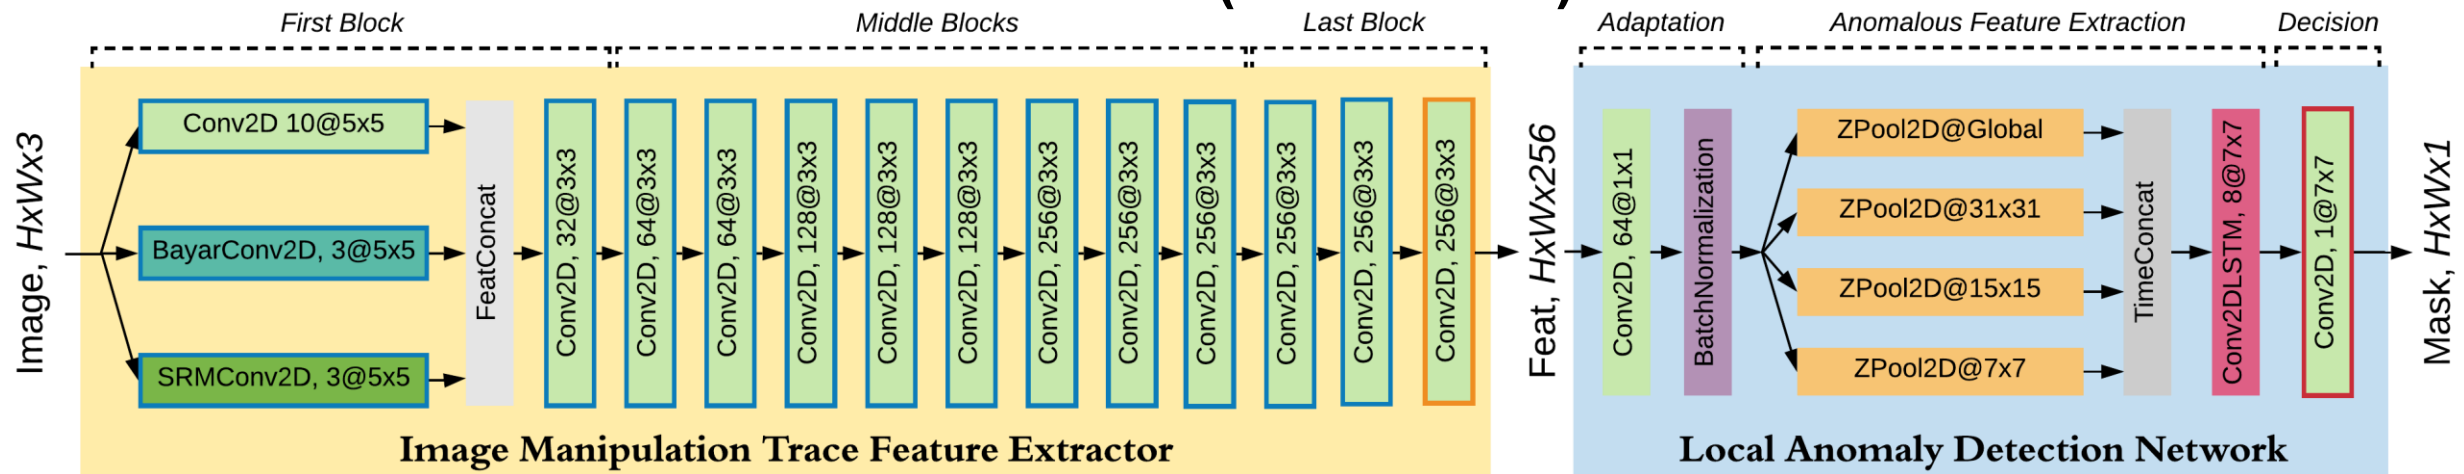 First Block
Middle Blocks
Last Block
Adaptation
Anomalous Feature Extraction
Decision
Image, HxWx3
Conv2D 10@5x5
BayarConv2D, 3@5x5
SRMConv2D, 3@5x5
FeatConcat
Conv2D, 32@3x3
Conv2D, 64@3x3
Conv2D, 64@3x3
Conv2D, 128@3x3
Conv2D, 128@3x3
Conv2D, 128@3x3
Conv2D, 256@3x3
Conv2D, 256@3x3
Conv2D, 256@3x3
Conv2D, 256@3x3
Conv2D, 256@3x3
Conv2D, 256@3x3
Feat, HxWx256
Conv2D, 64@1x1
BatchNormalization
ZPool2D@Global
ZPool2D@31x31
ZPool2D@15x15
ZPool2D@7x7
TimeConcat
Conv2DLSTM, 8@7x7
Conv2D, 1@7x7
Mask, HxWx1
Image Manipulation Trace Feature Extractor
Local Anomaly Detection Network